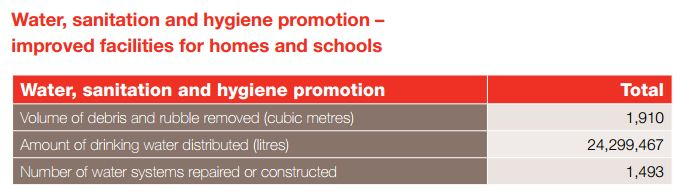 Water, sanitation and hygiene promotion –
improved facilities for homes and schools
Water, sanitation and hygiene promotion Total
Volume of debris and rubble removed (cubic metres) 1,910
Amount of drinking water distributed (litres) 24,299,467
Number of water systems repaired or constructed 1,493